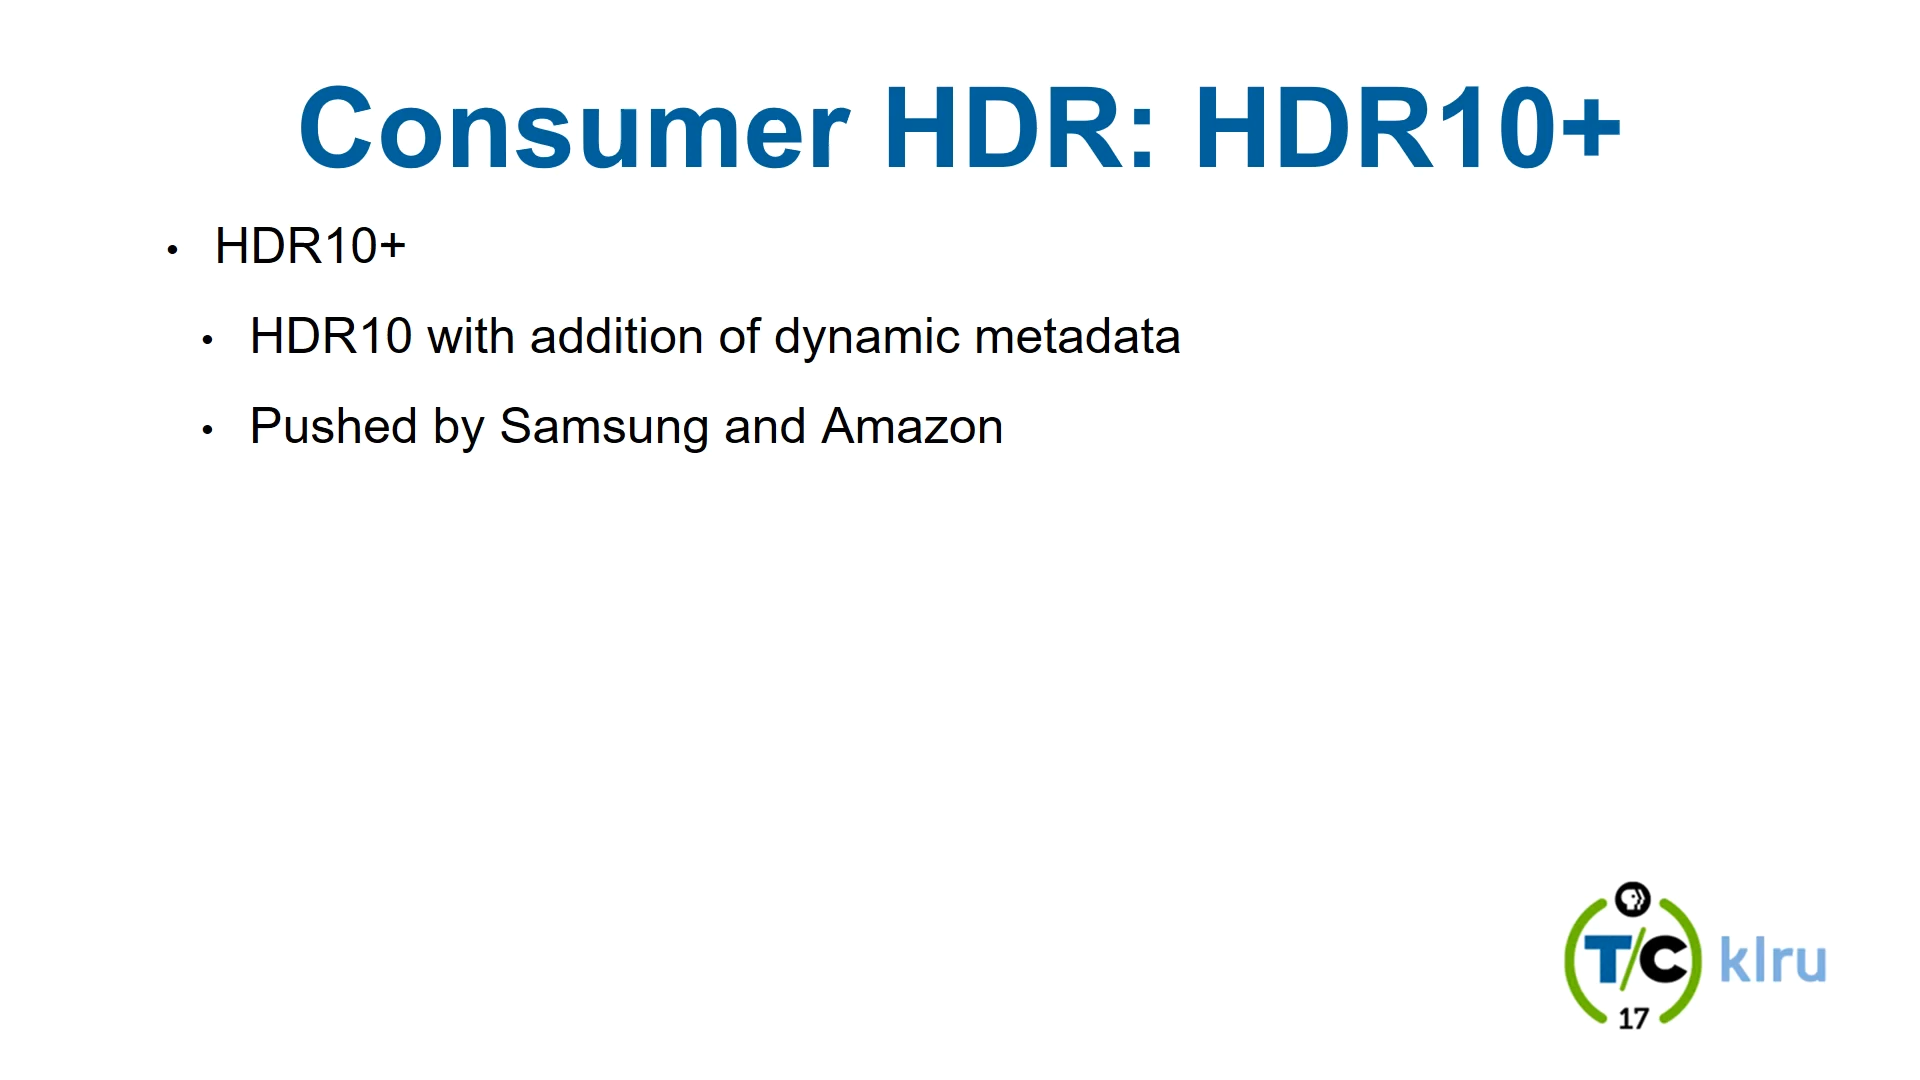 Consumer HDR: HDR10+
• HDR10+
• HDR10 with addition of dynamic metadata
• Pushed by Samsung and Amazon
T/C klru
17